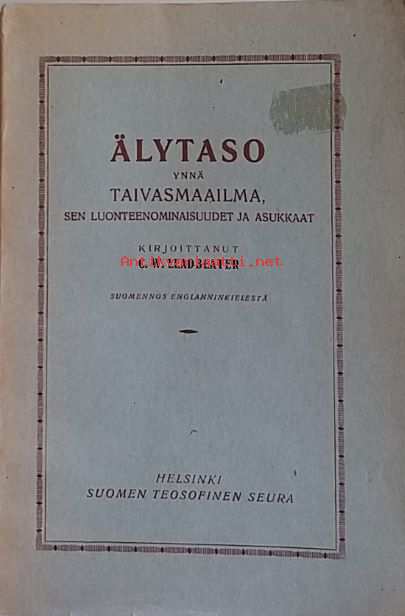 ÄLYTASO
YNNÄ
TAIVASMAAILMA,
SEN LUONTEENOMINAISUUDET JA ASUKKAAT
KIRJOITTANUT
C. W. LEADBEATER
SUOMENNOS ENGLANNINKIELESTÄ
HELSINKI
SUOMEN TEOSOFINEN SEURA